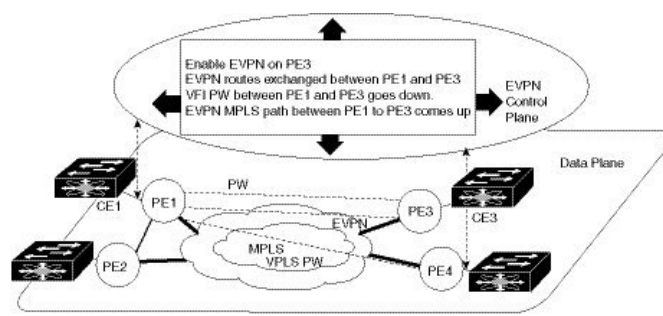 Enable EVPN on PE3
EVPN routes exchanged between PE1 and PE3
VFI PW between PE1 and PE3 goes down.
EVPN MPLS path between PE1 to PE3 comes up
EVPN
Control
Plane
Data Plane
CE1
PE1
PW
PE3
CE3
EVPN
MPLS
VPLS PW
PE2
PE4